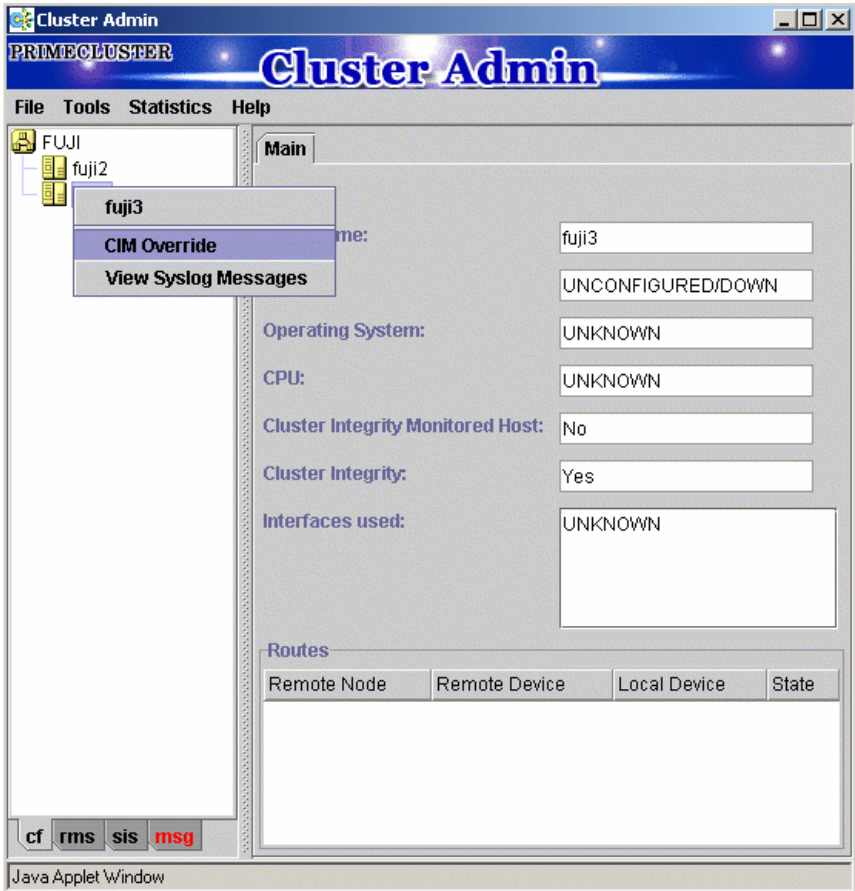 Cluster Admin
PRIMECLUSTER
Cluster Admin
File Tools Statistics Help
FUJI
fuji2
fuji3
CIM Override
View Syslog Messages
Main
me: fuji3
UNCONFIGURED/DOWN
Operating System: UNKNOWN
CPU: UNKNOWN
Cluster Integrity Monitored Host: No
Cluster Integrity: Yes
Interfaces used: UNKNOWN
Routes
Remote Node Remote Device Local Device State
cf rms sis msg
Java Applet Window